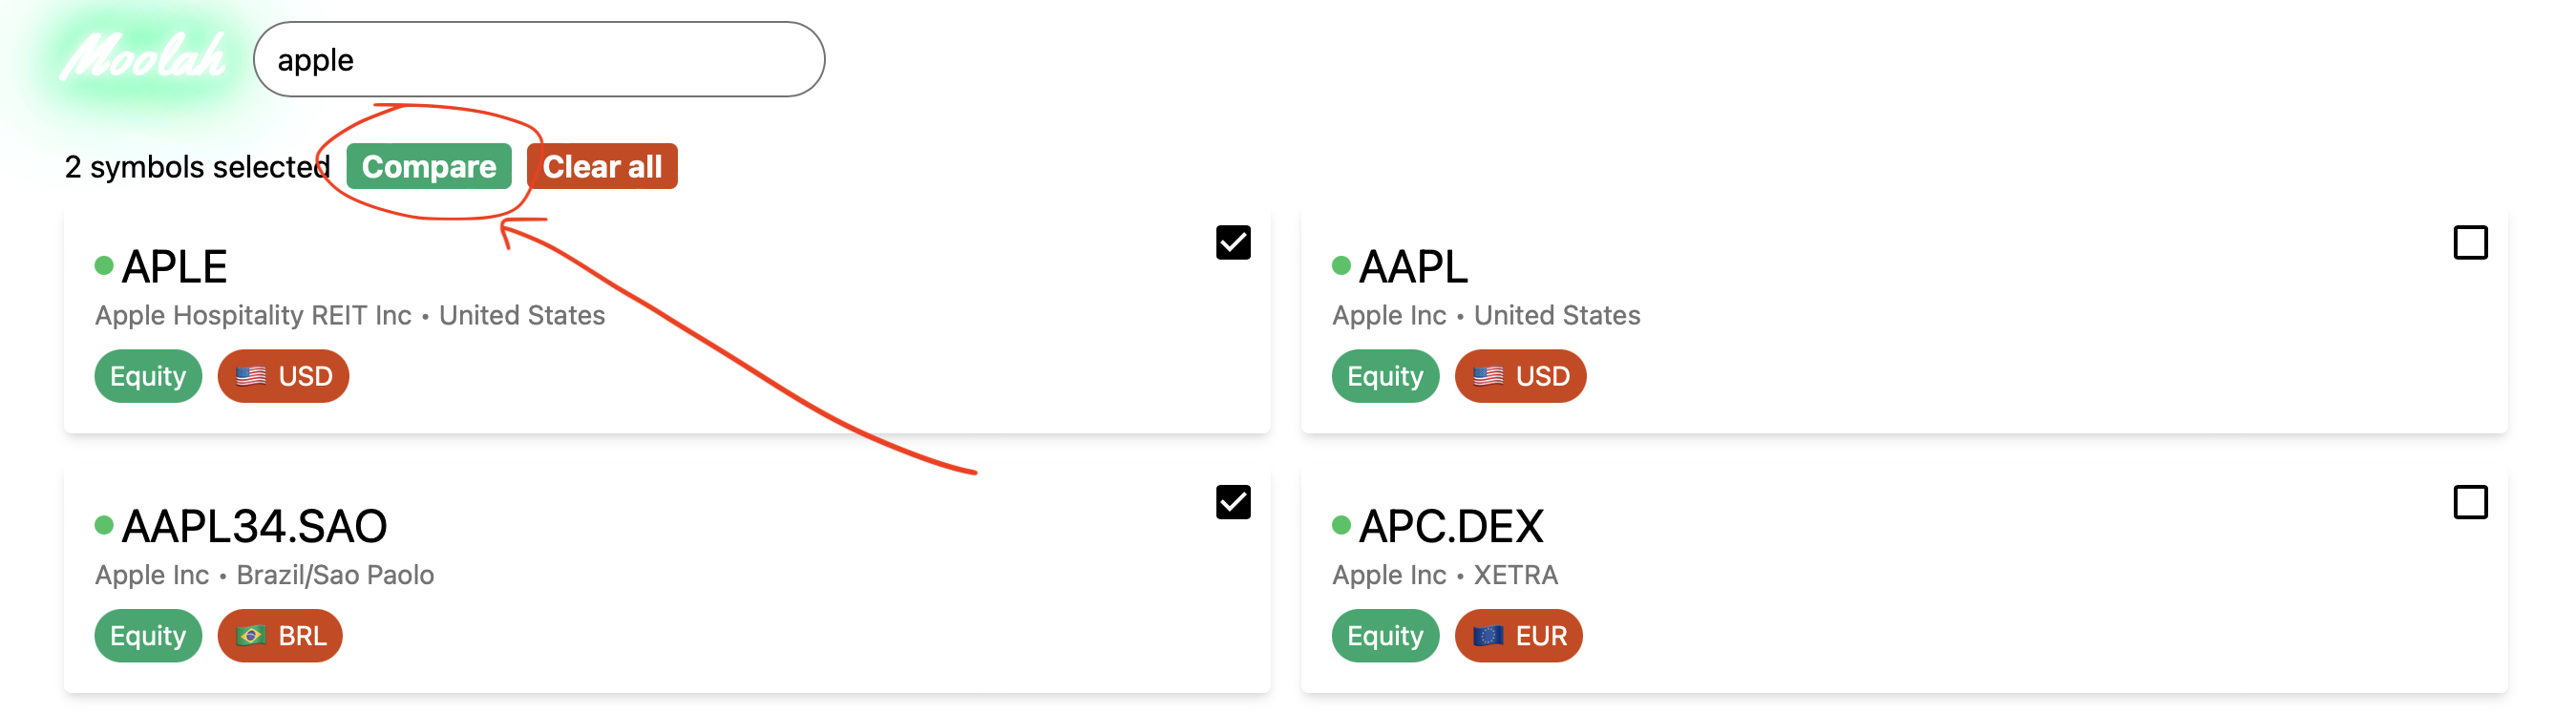 Moolah
apple
2 symbols selected Compare Clear all
APLE
Apple Hospitality REIT Inc • United States
Equity USD
AAPL
Apple Inc • United States
Equity USD
AAPL34.SAO
Apple Inc • Brazil/Sao Paolo
Equity BRL
APC.DEX
Apple Inc • XETRA
Equity EUR